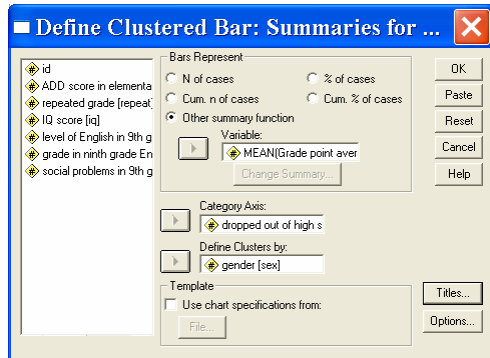 Define Clustered Bar: Summaries for ...
id
ADD score in elementa
repeated grade [repeat]
IQ score [iq]
level of English in 9th g
grade in ninth grade En
social problems in 9th g
Bars Represent
N of cases
% of cases
Cum. n of cases
Cum. % of cases
Other summary function
Variable:
MEAN(Grade point aver
Change Summary...
Category Axis:
dropped out of high s
Define Clusters by:
gender [sex]
Template
Use chart specifications from:
File...
OK
Paste
Reset
Cancel
Help
Titles...
Options...